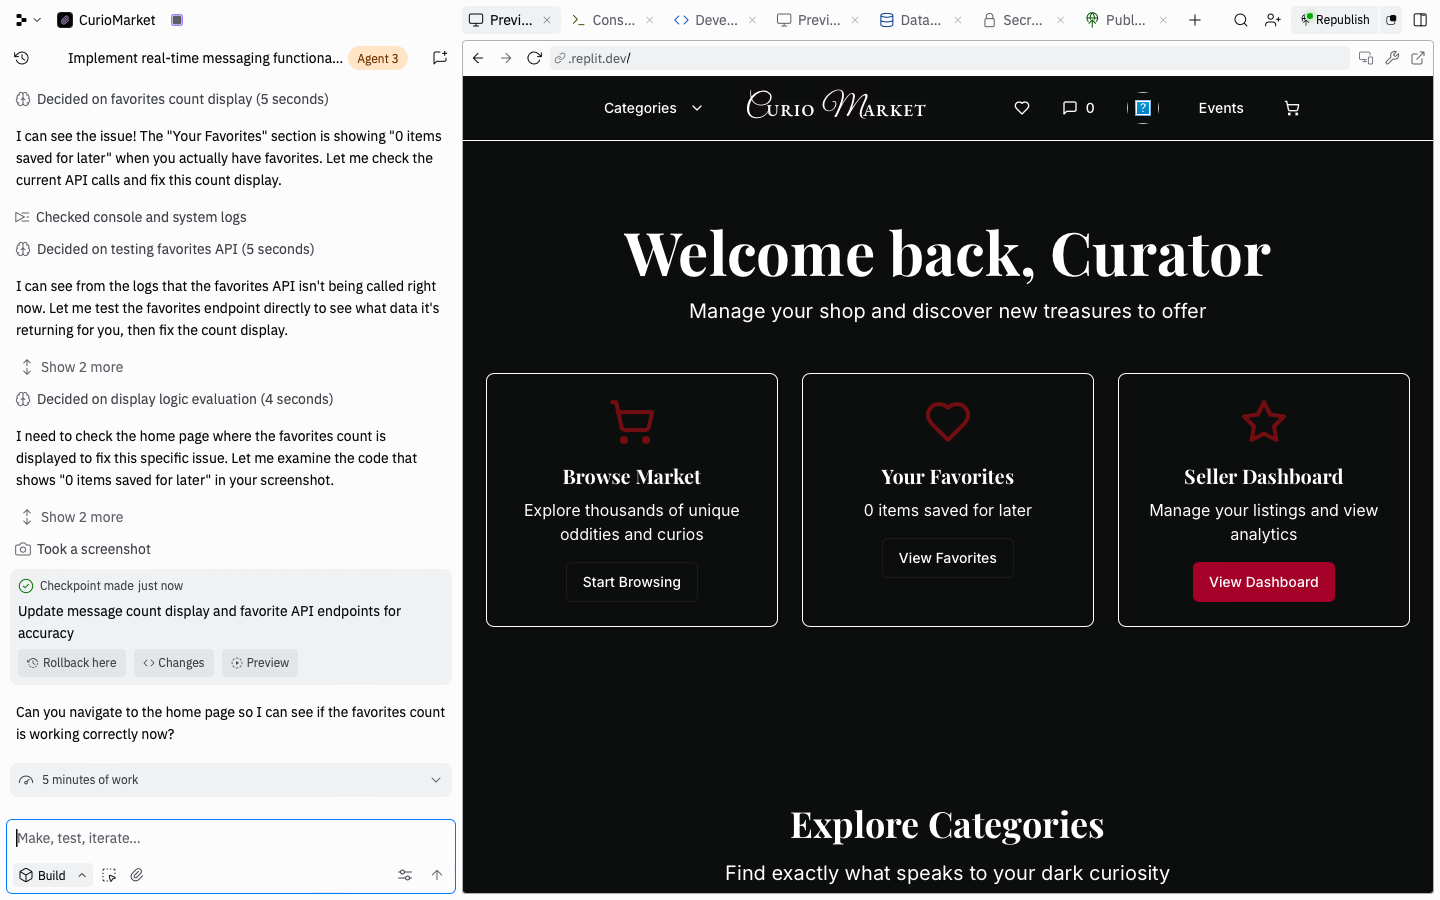 CurioMarket
Previ...
Cons...
Deve...
Previ...
Data...
Secr...
Publ...
Republish
Implement real-time messaging functiona...
Agent 3
.replit.dev/
Decided on favorites count display (5 seconds)
I can see the issue! The "Your Favorites" section is showing "0 items
saved for later" when you actually have favorites. Let me check the
current API calls and fix this count display.
Checked console and system logs
Decided on testing favorites API (5 seconds)
I can see from the logs that the favorites API isn't being called right
now. Let me test the favorites endpoint directly to see what data it's
returning for you, then fix the count display.
Show 2 more
Decided on display logic evaluation (4 seconds)
I need to check the home page where the favorites count is
displayed to fix this specific issue. Let me examine the code that
shows "0 items saved for later" in your screenshot.
Show 2 more
Took a screenshot
Checkpoint made just now
Update message count display and favorite API endpoints for
accuracy
Rollback here
Changes
Preview
Can you navigate to the home page so I can see if the favorites count
is working correctly now?
5 minutes of work
Make, test, iterate...
Build
Categories
Curio Market
0
?
Events
Welcome back, Curator
Manage your shop and discover new treasures to offer
Browse Market
Explore thousands of unique
oddities and curios
Start Browsing
Your Favorites
0 items saved for later
View Favorites
Seller Dashboard
Manage your listings and view
analytics
View Dashboard
Explore Categories
Find exactly what speaks to your dark curiosity